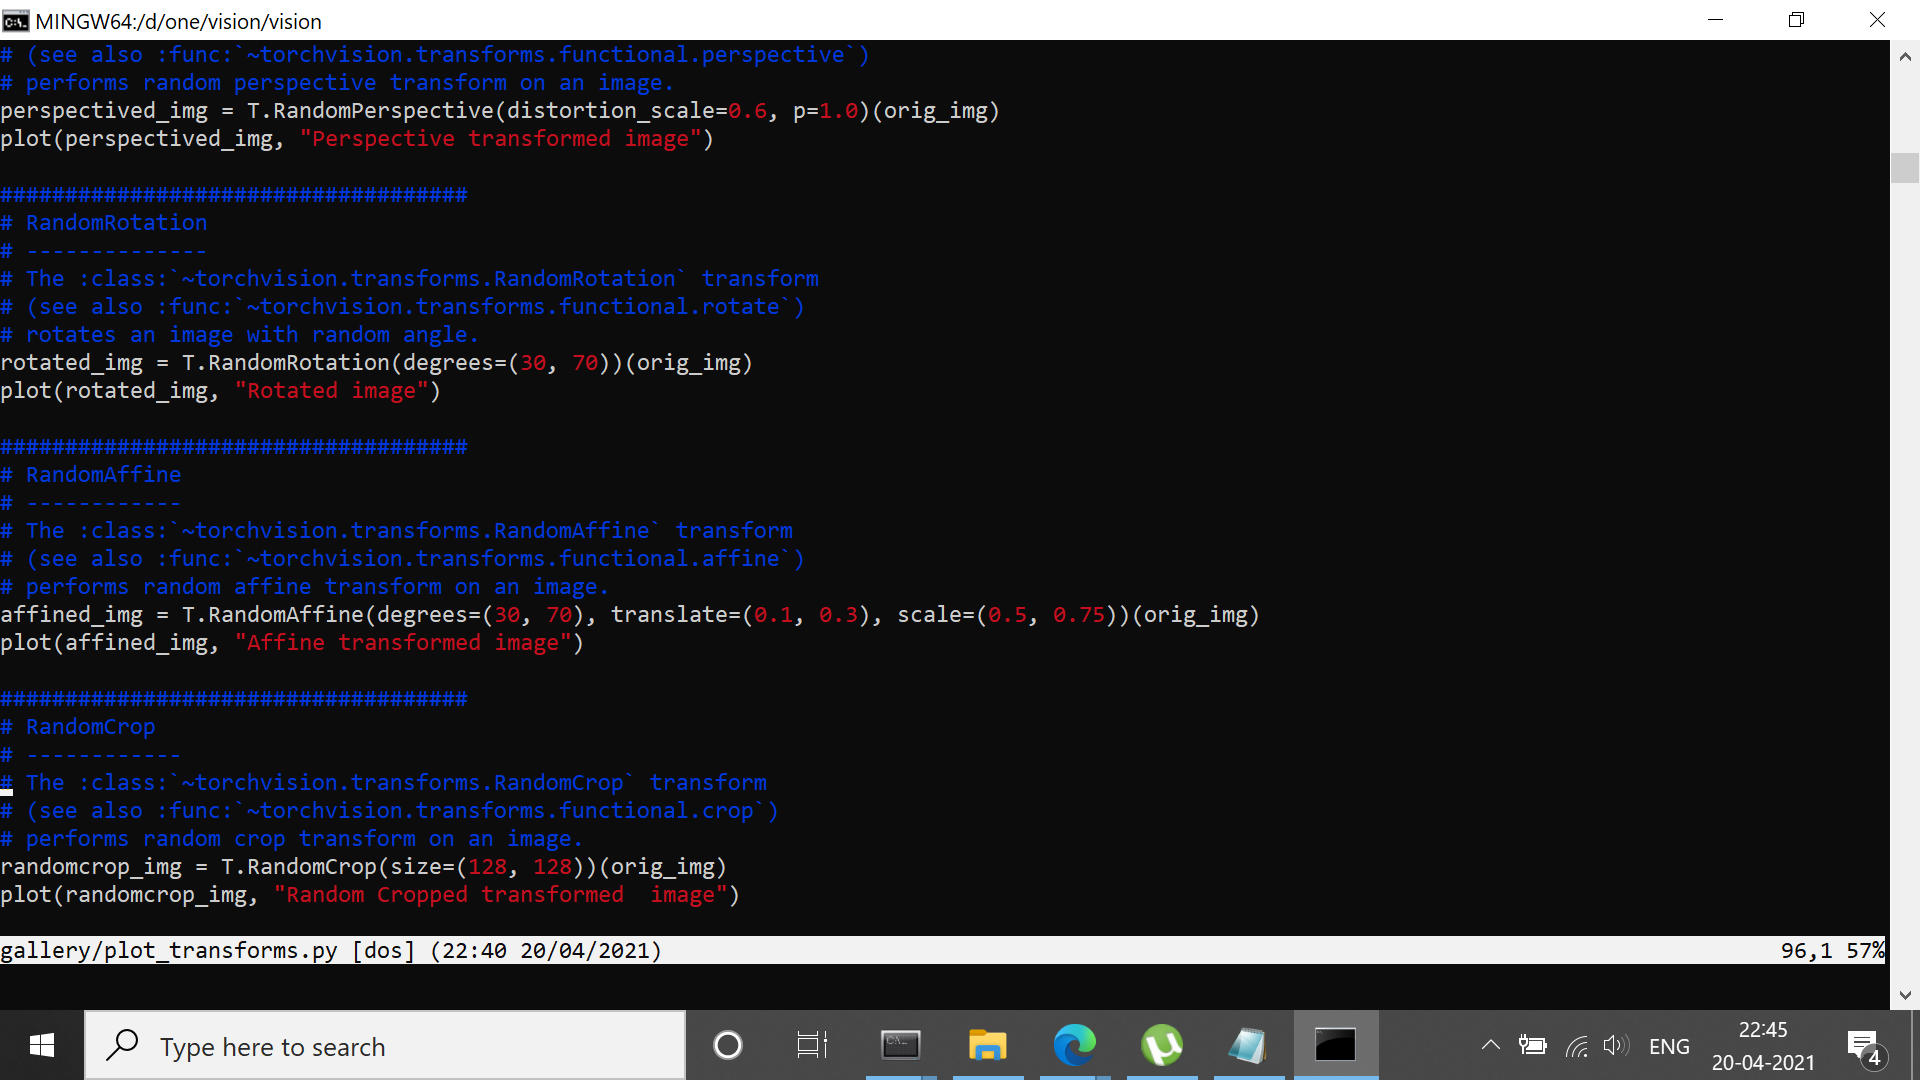 MINGW64:/d/one/vision/vision
# (see also :func:`~torchvision.transforms.functional.perspective`)
# performs random perspective transform on an image.
perspectived_img = T.RandomPerspective(distortion_scale=0.6, p=1.0)(orig_img)
plot(perspectived_img, "Perspective transformed image")
####################################
# RandomRotation
# --------------
# The :class:`~torchvision.transforms.RandomRotation` transform
# (see also :func:`~torchvision.transforms.functional.rotate`)
# rotates an image with random angle.
rotated_img = T.RandomRotation(degrees=(30, 70))(orig_img)
plot(rotated_img, "Rotated image")
####################################
# RandomAffine
# ------------
# The :class:`~torchvision.transforms.RandomAffine` transform
# (see also :func:`~torchvision.transforms.functional.affine`)
# performs random affine transform on an image.
affined_img = T.RandomAffine(degrees=(30, 70), translate=(0.1, 0.3), scale=(0.5, 0.75))(orig_img)
plot(affined_img, "Affine transformed image")
####################################
# RandomCrop
# ------------
# The :class:`~torchvision.transforms.RandomCrop` transform
# (see also :func:`~torchvision.transforms.functional.crop`)
# performs random crop transform on an image.
randomcrop_img = T.RandomCrop(size=(128, 128))(orig_img)
plot(randomcrop_img, "Random Cropped transformed  image")
gallery/plot_transforms.py [dos] (22:40 20/04/2021) 96,1 57%
Type here to search
ENG
22:45
20-04-2021
4